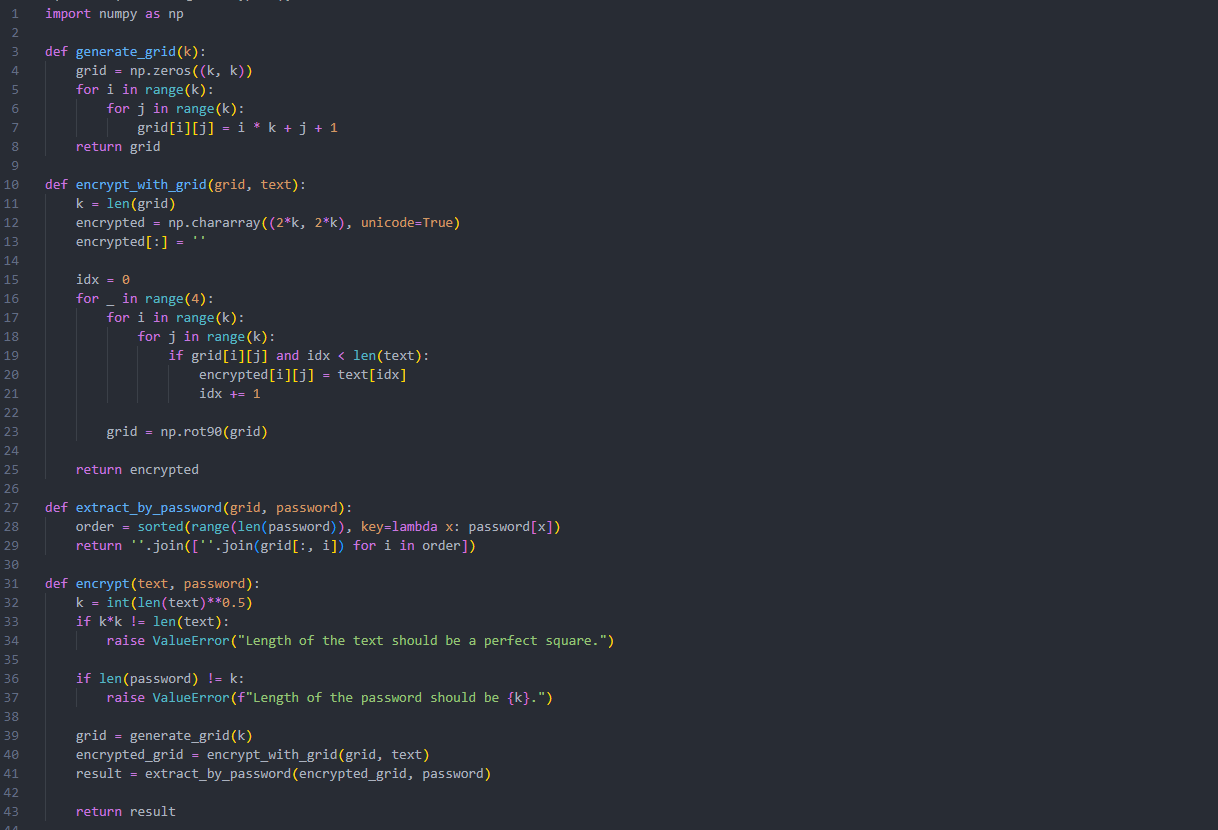 1 import numpy as np
2
3 def generate_grid(k):
4 grid = np.zeros((k, k))
5 for i in range(k):
6 for j in range(k):
7 grid[i][j] = i * k + j + 1
8 return grid
9
10 def encrypt_with_grid(grid, text):
11 k = len(grid)
12 encrypted = np.chararray((2*k, 2*k), unicode=True)
13 encrypted[:] = ''
14
15 idx = 0
16 for _ in range(4):
17 for i in range(k):
18 for j in range(k):
19 if grid[i][j] and idx < len(text):
20 encrypted[i][j] = text[idx]
21 idx += 1
22
23 grid = np.rot90(grid)
24
25 return encrypted
26
27 def extract_by_password(grid, password):
28 order = sorted(range(len(password)), key=lambda x: password[x])
29 return ''.join([''.join(grid[:, i]) for i in order])
30
31 def encrypt(text, password):
32 k = int(len(text)**0.5)
33 if k*k != len(text):
34 raise ValueError("Length of the text should be a perfect square.")
35
36 if len(password) != k:
37 raise ValueError(f"Length of the password should be {k}.")
38
39 grid = generate_grid(k)
40 encrypted_grid = encrypt_with_grid(grid, text)
41 result = extract_by_password(encrypted_grid, password)
42
43 return result